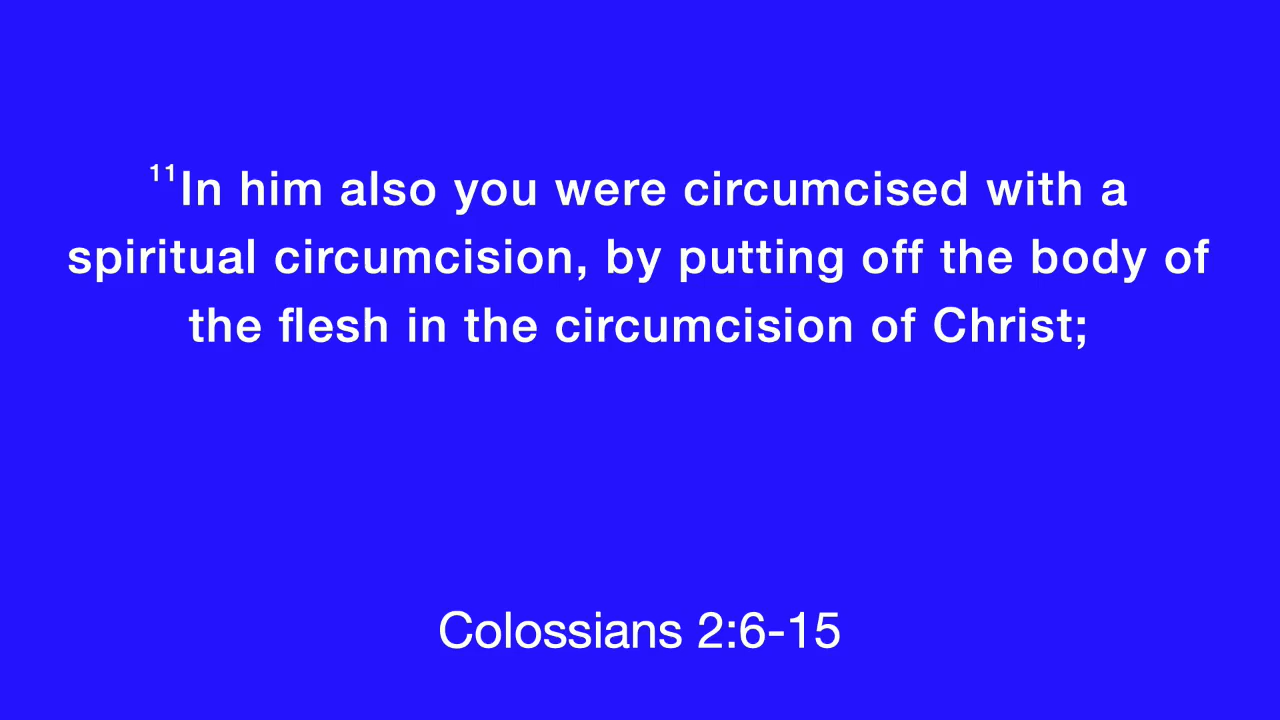 ¹¹In him also you were circumcised with a
spiritual circumcision, by putting off the body of
the flesh in the circumcision of Christ;
Colossians 2:6-15